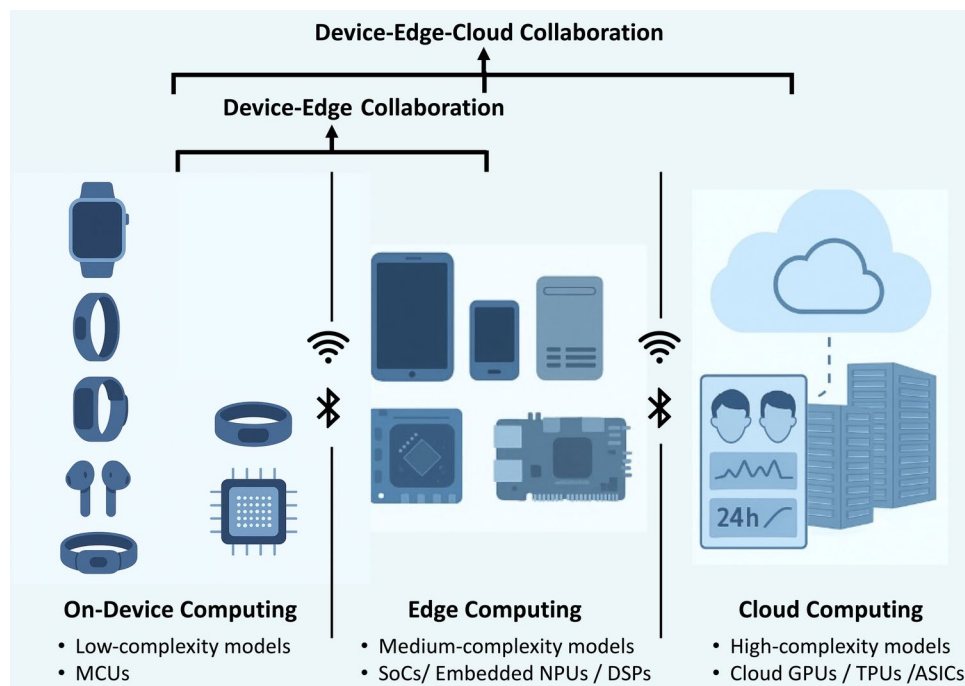 Device-Edge-Cloud Collaboration
Device-Edge Collaboration
24h
On-Device Computing
• Low-complexity models
• MCUs
Edge Computing
• Medium-complexity models
• SoCs/ Embedded NPUs / DSPs
Cloud Computing
• High-complexity models
• Cloud GPUs / TPUs /ASICs